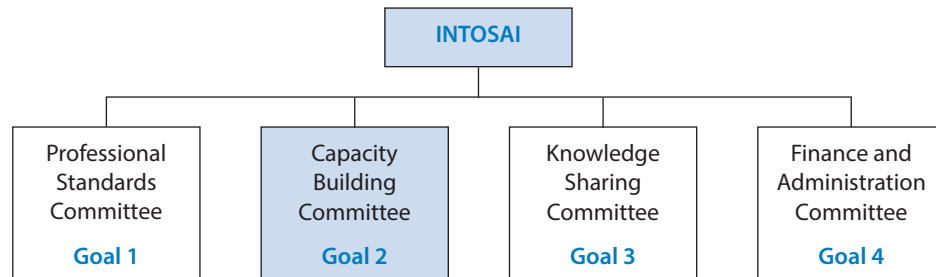 INTOSAI
Professional
Standards
Committee
Goal 1
Capacity
Building
Committee
Goal 2
Knowledge
Sharing
Committee
Goal 3
Finance and
Administration
Committee
Goal 4